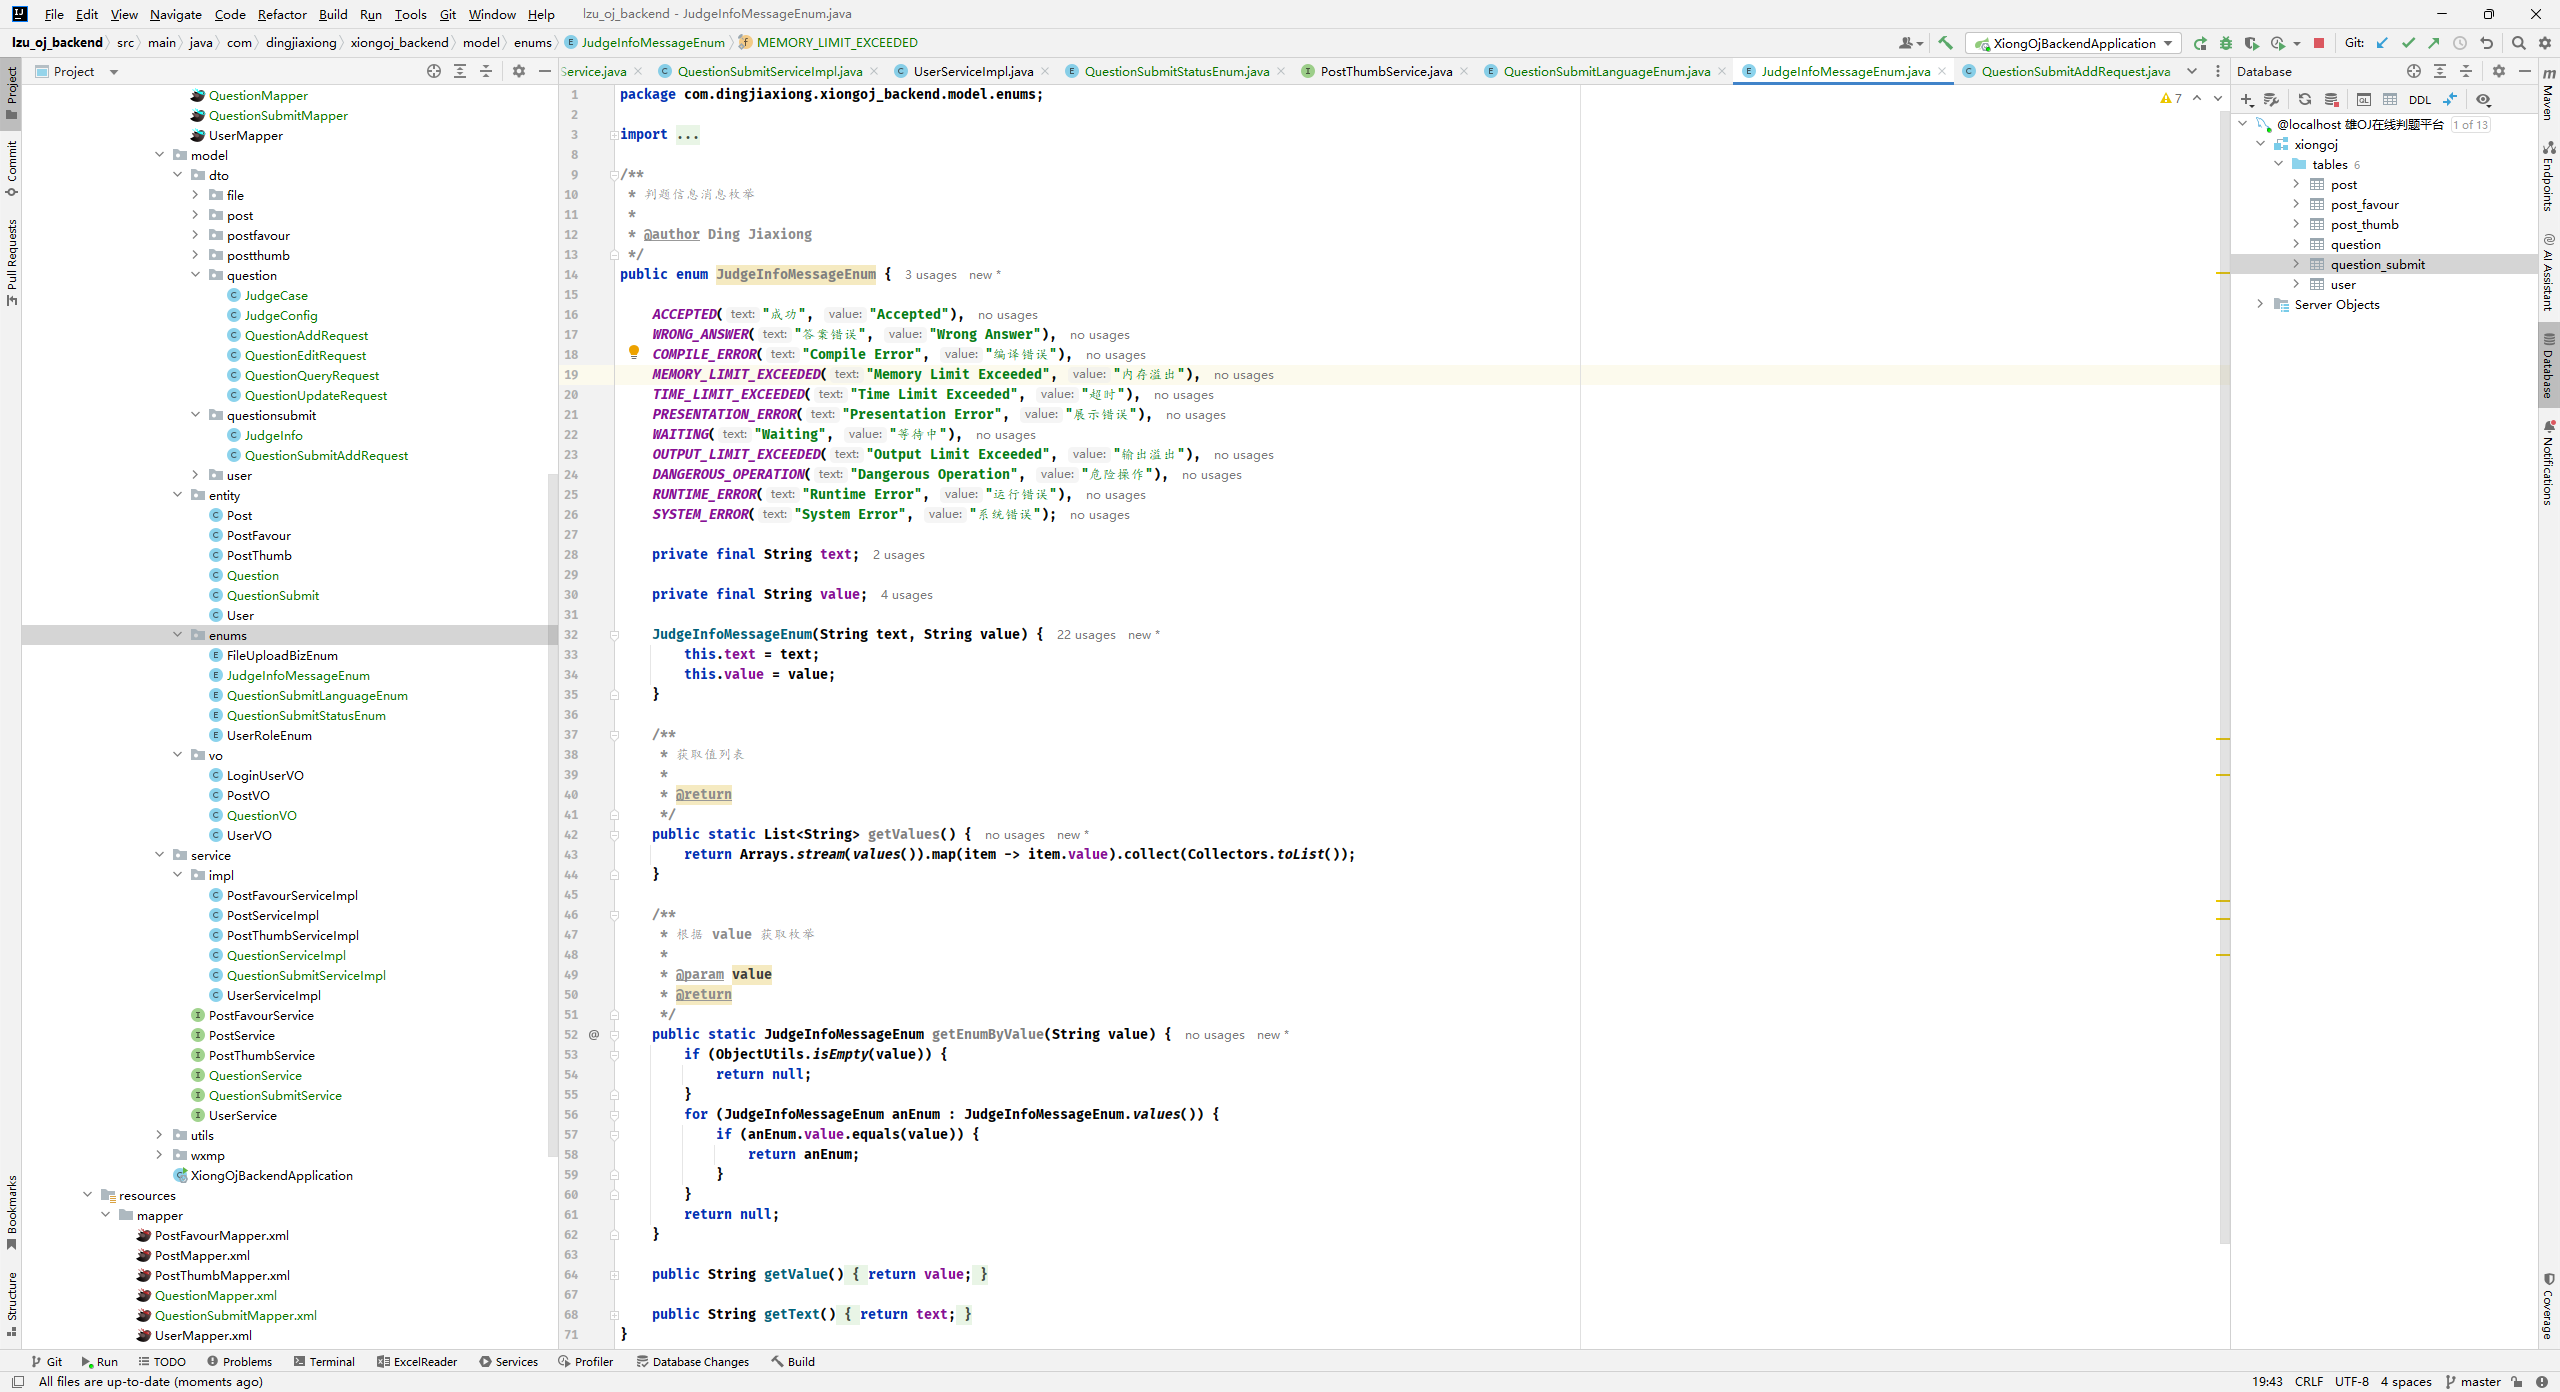 File Edit View Navigate Code Refactor Build Run Tools Git Window Help lzu_oj_backend - JudgeInfoMessageEnum.java
lzu_oj_backend src main java com dingjiaxiong xiongoj_backend model enums JudgeInfoMessageEnum MEMORY_LIMIT_EXCEEDED
XiongOjBackendApplication
Git:
Project
Service.java QuestionSubmitServiceImpl.java UserServiceImpl.java QuestionSubmitStatusEnum.java PostThumbService.java QuestionSubmitLanguageEnum.java JudgeInfoMessageEnum.java QuestionSubmitAddRequest.java
Database
Project
Commit
Pull Requests
Bookmarks
Structure
QuestionMapper
QuestionSubmitMapper
UserMapper
model
dto
file
post
postfavour
postthumb
question
JudgeCase
JudgeConfig
QuestionAddRequest
QuestionEditRequest
QuestionQueryRequest
QuestionUpdateRequest
questionsubmit
JudgeInfo
QuestionSubmitAddRequest
user
entity
Post
PostFavour
PostThumb
Question
QuestionSubmit
User
enums
FileUploadBizEnum
JudgeInfoMessageEnum
QuestionSubmitLanguageEnum
QuestionSubmitStatusEnum
UserRoleEnum
vo
LoginUserVO
PostVO
QuestionVO
UserVO
service
impl
PostFavourServiceImpl
PostServiceImpl
PostThumbServiceImpl
QuestionServiceImpl
QuestionSubmitServiceImpl
UserServiceImpl
PostFavourService
PostService
PostThumbService
QuestionService
QuestionSubmitService
UserService
utils
wxmp
XiongOjBackendApplication
resources
mapper
PostFavourMapper.xml
PostMapper.xml
PostThumbMapper.xml
QuestionMapper.xml
QuestionSubmitMapper.xml
UserMapper.xml
7
1 package com.dingjiaxiong.xiongoj_backend.model.enums;
2
3 import ...
8
9 /**
10 * 判题信息消息枚举
11 *
12 * @author Ding Jiaxiong
13 */
14 public enum JudgeInfoMessageEnum { 3 usages new *
15
16 ACCEPTED( text: "成功", value: "Accepted"), no usages
17 WRONG_ANSWER( text: "答案错误", value: "Wrong Answer"), no usages
18 COMPILE_ERROR( text: "Compile Error", value: "编译错误"), no usages
19 MEMORY_LIMIT_EXCEEDED( text: "Memory Limit Exceeded", value: "内存溢出"), no usages
20 TIME_LIMIT_EXCEEDED( text: "Time Limit Exceeded", value: "超时"), no usages
21 PRESENTATION_ERROR( text: "Presentation Error", value: "展示错误"), no usages
22 WAITING( text: "Waiting", value: "等待中"), no usages
23 OUTPUT_LIMIT_EXCEEDED( text: "Output Limit Exceeded", value: "输出溢出"), no usages
24 DANGEROUS_OPERATION( text: "Dangerous Operation", value: "危险操作"), no usages
25 RUNTIME_ERROR( text: "Runtime Error", value: "运行错误"), no usages
26 SYSTEM_ERROR( text: "System Error", value: "系统错误"); no usages
27
28 private final String text; 2 usages
29
30 private final String value; 4 usages
31
32 JudgeInfoMessageEnum(String text, String value) { 22 usages new *
33 this.text = text;
34 this.value = value;
35 }
36
37 /**
38 * 获取值列表
39 *
40 * @return
41 */
42 public static List<String> getValues() { no usages new *
43 return Arrays.stream(values()).map(item -> item.value).collect(Collectors.toList());
44 }
45
46 /**
47 * 根据 value 获取枚举
48 *
49 * @param value
50 * @return
51 */
52 @ public static JudgeInfoMessageEnum getEnumByValue(String value) { no usages new *
53 if (ObjectUtils.isEmpty(value)) {
54 return null;
55 }
56 for (JudgeInfoMessageEnum anEnum : JudgeInfoMessageEnum.values()) {
57 if (anEnum.value.equals(value)) {
58 return anEnum;
59 }
60 }
61 return null;
62 }
63
64 public String getValue() { return value; }
67
68 public String getText() { return text; }
71 }
DDL
@localhost 雄OJ在线判题平台 1 of 13
xiongoj
tables 6
post
post_favour
post_thumb
question
question_submit
user
Server Objects
Maven
Endpoints
AI Assistant
Database
Notifications
Coverage
Git Run TODO Problems Terminal ExcelReader Services Profiler Database Changes Build
All files are up-to-date (moments ago)
19:43 CRLF UTF-8 4 spaces master